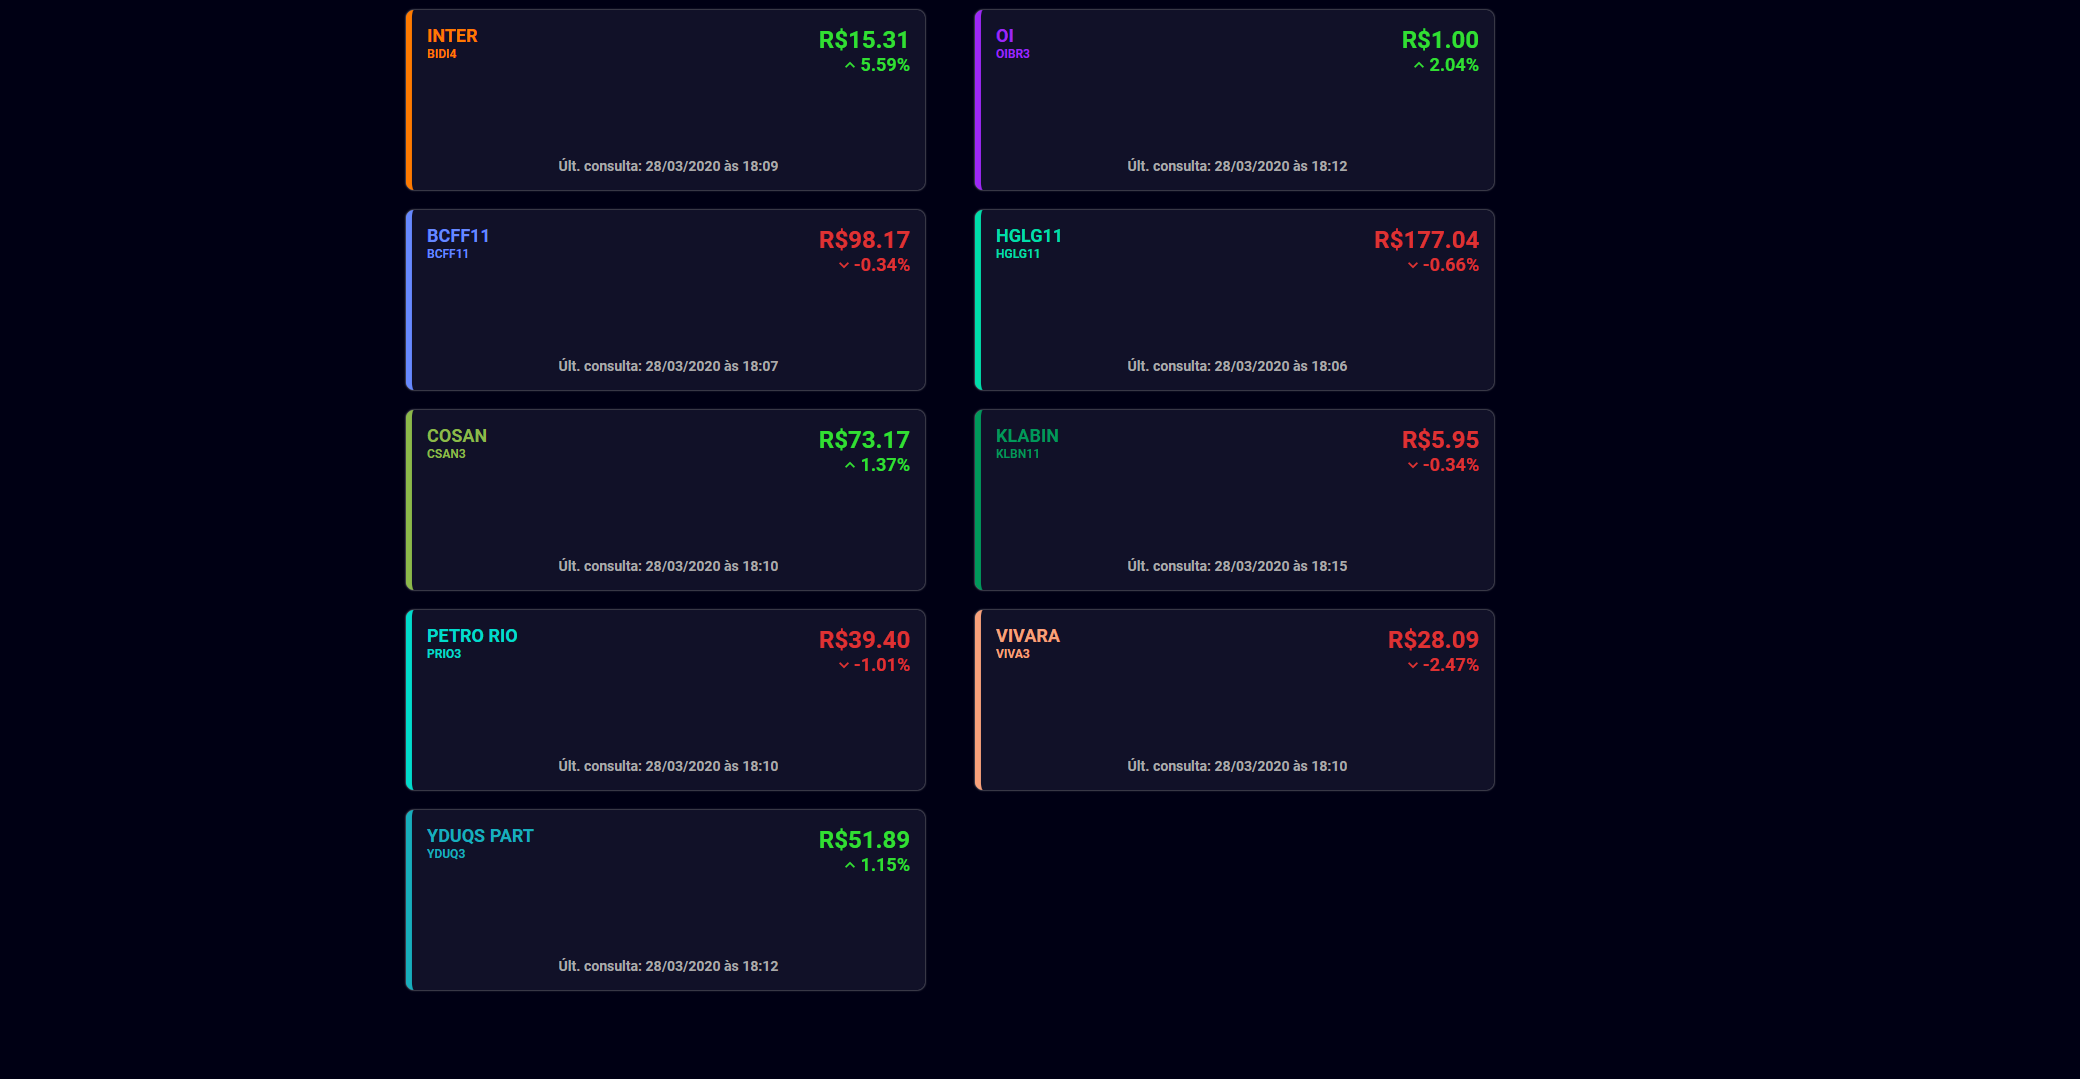 INTER
BIDI4
R$15.31
5.59%
Últ. consulta: 28/03/2020 às 18:09
OI
OIBR3
R$1.00
2.04%
Últ. consulta: 28/03/2020 às 18:12
BCFF11
BCFF11
R$98.17
-0.34%
Últ. consulta: 28/03/2020 às 18:07
HGLG11
HGLG11
R$177.04
-0.66%
Últ. consulta: 28/03/2020 às 18:06
COSAN
CSAN3
R$73.17
1.37%
Últ. consulta: 28/03/2020 às 18:10
KLABIN
KLBN11
R$5.95
-0.34%
Últ. consulta: 28/03/2020 às 18:15
PETRO RIO
PRIO3
R$39.40
-1.01%
Últ. consulta: 28/03/2020 às 18:10
VIVARA
VIVA3
R$28.09
-2.47%
Últ. consulta: 28/03/2020 às 18:10
YDUQS PART
YDUQ3
R$51.89
1.15%
Últ. consulta: 28/03/2020 às 18:12